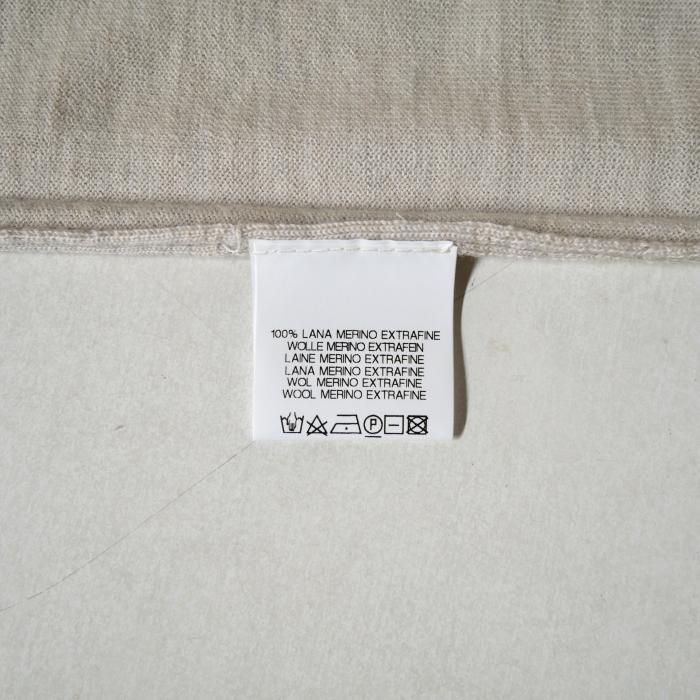 100% LANA MERINO EXTRAFINE
WOLLE MERINO EXTRAFEIN
LAINE MERINO EXTRAFINE
LANA MERINO EXTRAFINE
WOL MERINO EXTRAFINE
WOOL MERINO EXTRAFINE
P